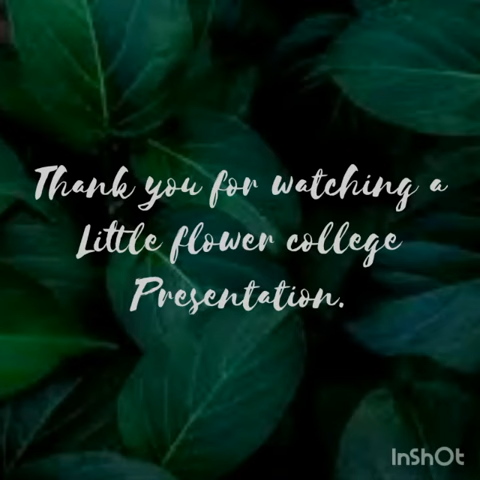 Thank you for watching a
Little flower college
Presentation.
InShOt